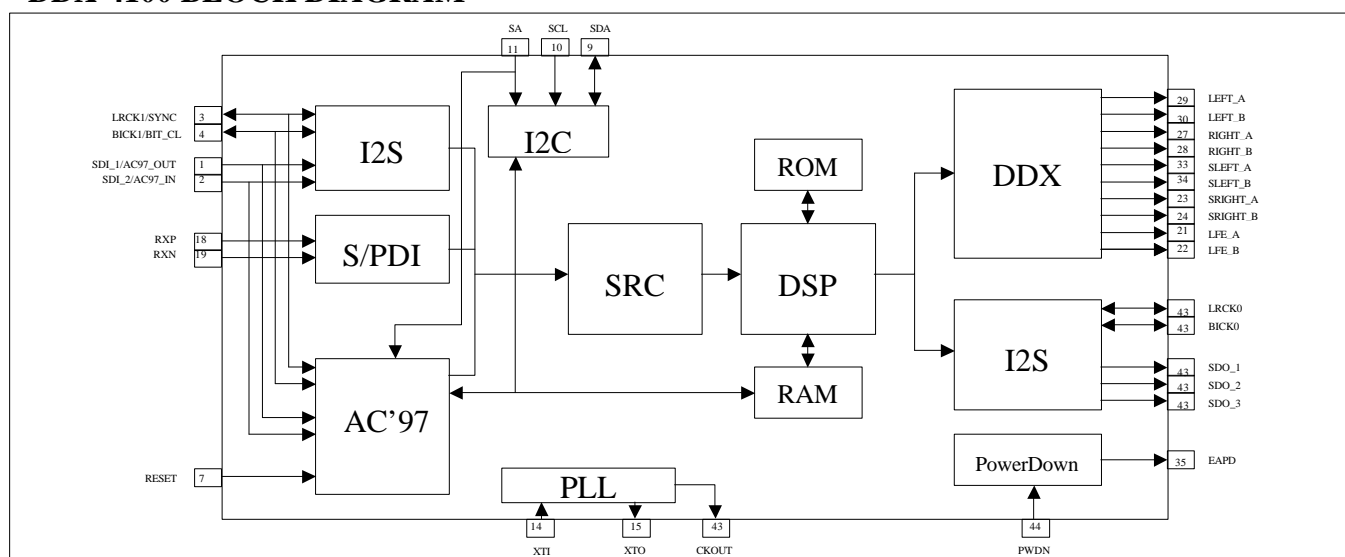 SA SCL SDA
11 10 9
LRCK1/SYNC 3
BICK1/BIT_CL 4
SDI_1/AC97_OUT 1
SDI_2/AC97_IN 2
RXP 18
RXN 19
RESET 7
I2S
I2C
S/PDI
AC’97
SRC
ROM
DSP
RAM
PLL
DDX
I2S
PowerDown
29 LEFT_A
30 LEFT_B
27 RIGHT_A
28 RIGHT_B
33 SLEFT_A
34 SLEFT_B
23 SRIGHT_A
24 SRIGHT_B
21 LFE_A
22 LFE_B
43 LRCK0
43 BICK0
43 SDO_1
43 SDO_2
43 SDO_3
35 EAPD
14 15 43 44
XTI XTO CKOUT PWDN